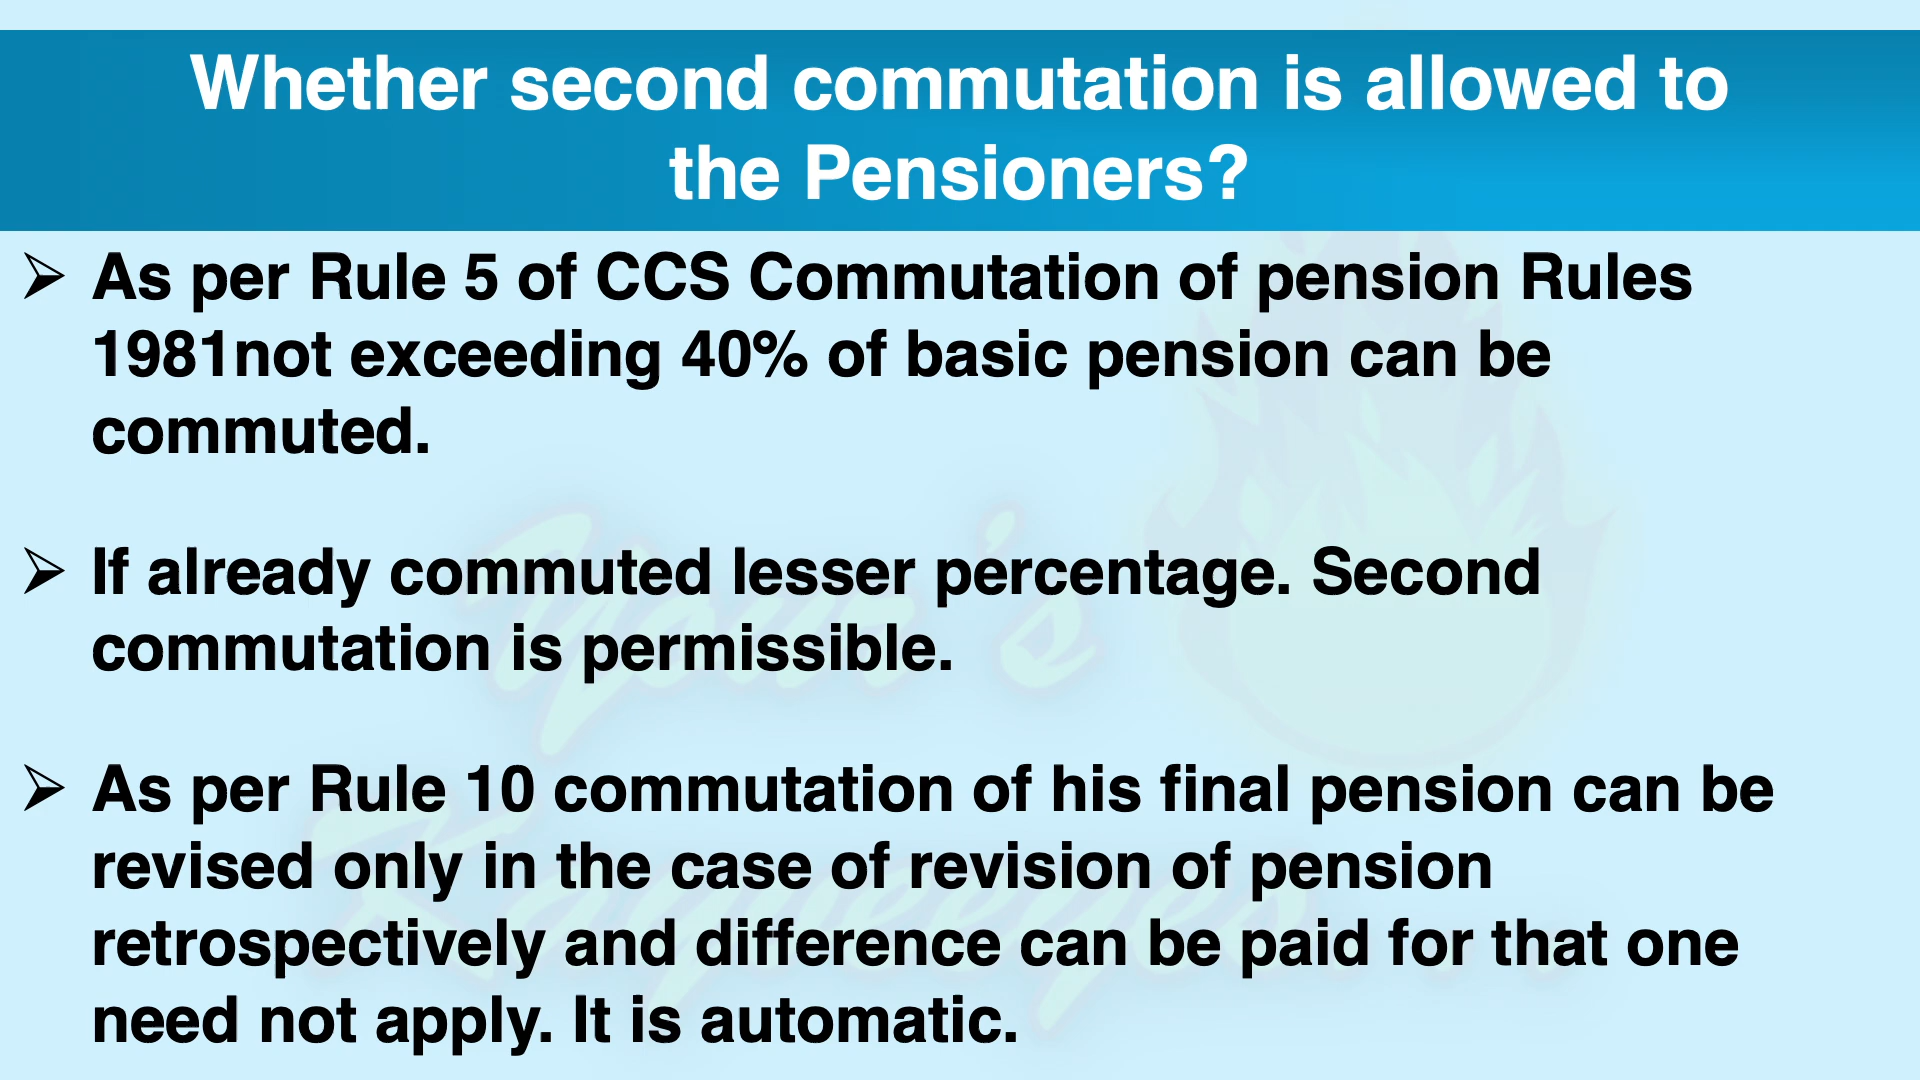 Whether second commutation is allowed to
the Pensioners?
➢ As per Rule 5 of CCS Commutation of pension Rules
1981not exceeding 40% of basic pension can be
commuted.
➢ If already commuted lesser percentage. Second
commutation is permissible.
➢ As per Rule 10 commutation of his final pension can be
revised only in the case of revision of pension
retrospectively and difference can be paid for that one
need not apply. It is automatic.
Your's